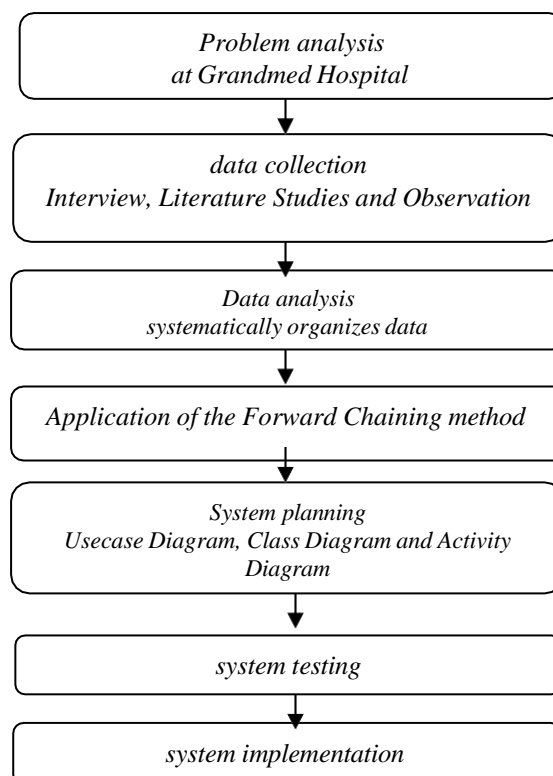 Problem analysis
at Grandmed Hospital
data collection
Interview, Literature Studies and Observation
Data analysis
systematically organizes data
Application of the Forward Chaining method
System planning
Usecase Diagram, Class Diagram and Activity
Diagram
system testing
system implementation